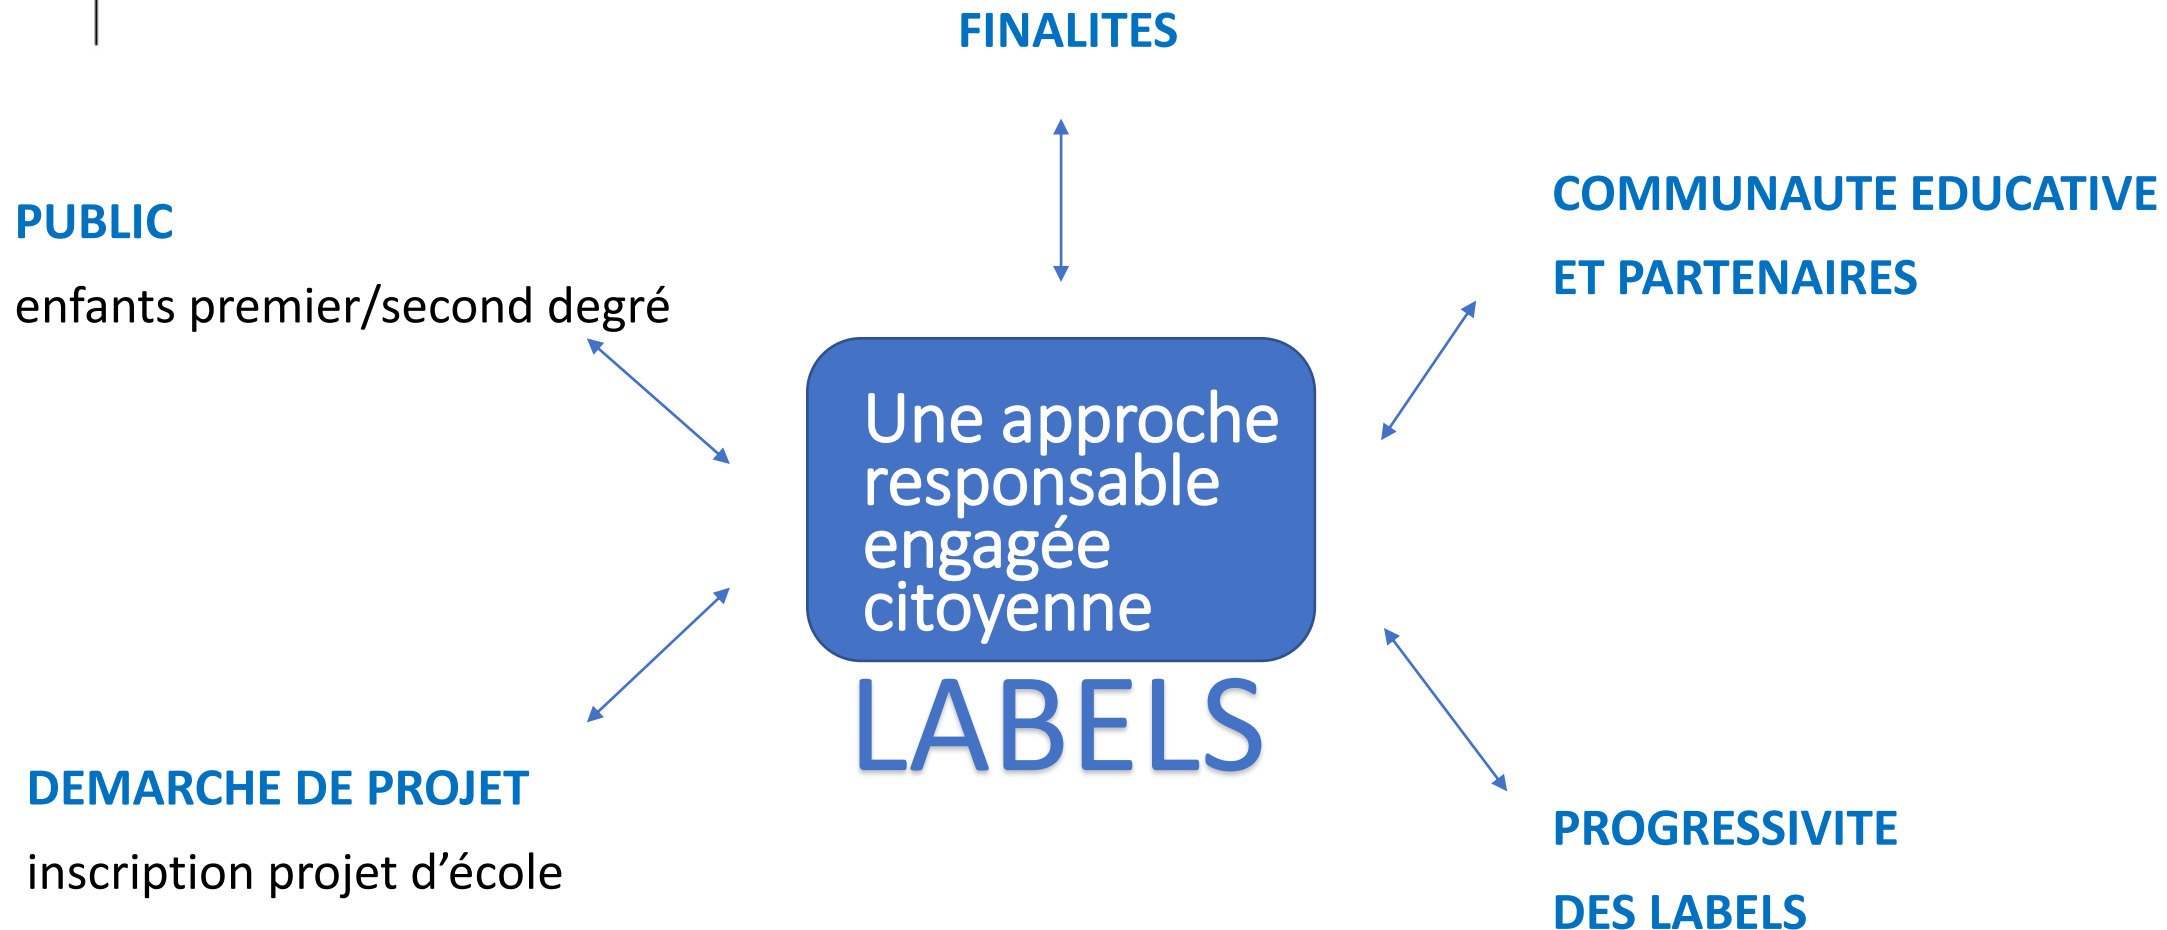 FINALITES
PUBLIC
enfants premier/second degré
COMMUNAUTE EDUCATIVE
ET PARTENAIRES
Une approche
responsable
engagée
citoyenne
LABELS
DEMARCHE DE PROJET
inscription projet d’école
PROGRESSIVITE
DES LABELS